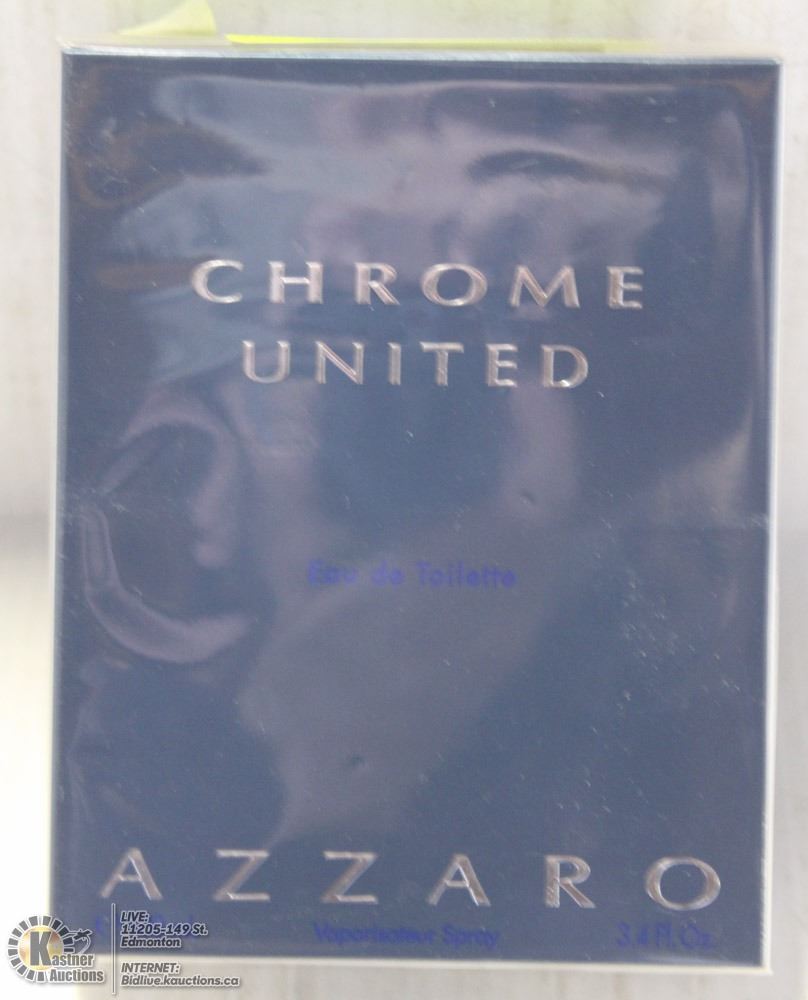 CHROME
UNITED
Eau de Toilette
AZZARO
Vaporisateur Spray 3.4 Fl. Oz.
Kastner
Auctions
LIVE:
11205-149 St.
Edmonton
INTERNET:
Bidlive.kauctions.ca